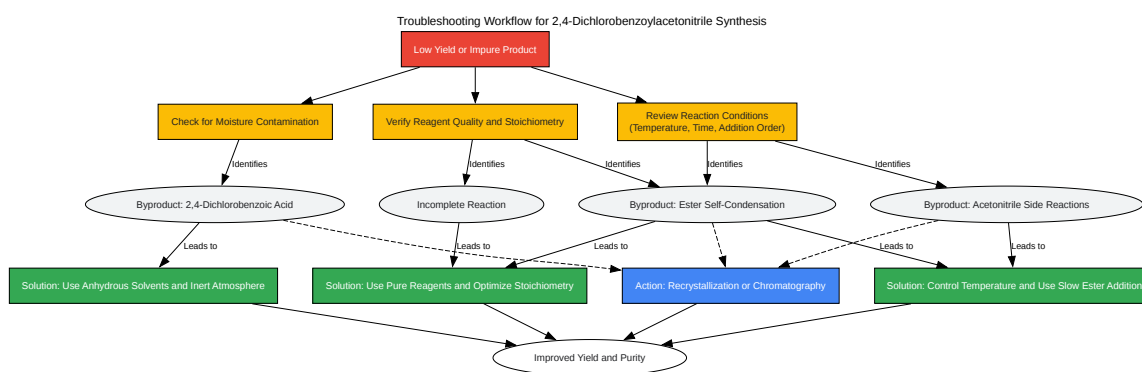 Troubleshooting Workflow for 2,4-Dichlorobenzoylacetonitrile Synthesis
Low Yield or Impure Product
Check for Moisture Contamination
Verify Reagent Quality and Stoichiometry
Review Reaction Conditions
(Temperature, Time, Addition Order)
Identifies
Identifies
Identifies
Identifies
Identifies
Byproduct: 2,4-Dichlorobenzoic Acid
Incomplete Reaction
Byproduct: Ester Self-Condensation
Byproduct: Acetonitrile Side Reactions
Leads to
Leads to
Leads to
Leads to
Leads to
Solution: Use Anhydrous Solvents and Inert Atmosphere
Solution: Use Pure Reagents and Optimize Stoichiometry
Action: Recrystallization or Chromatography
Solution: Control Temperature and Use Slow Ester Addition
Improved Yield and Purity